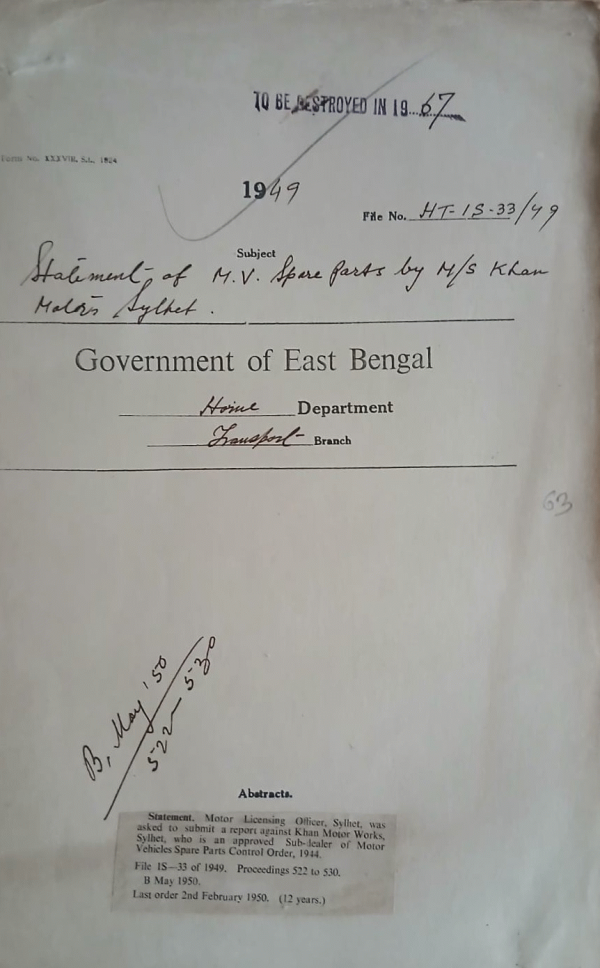 TO BE DESTROYED IN 19...67
Form No. XXXVIII, S.L. 1924
1949
File No. HT-1S-33/49
Subject
Statement of M.V. Spare Parts by M/S Khan
Motors Sylhet.
Government of East Bengal
Home Department
Transport Branch
63
B, May '50
522-530
Abstracts.
Statement. Motor Licensing Officer, Sylhet, was
asked to submit a report against Khan Motor Works,
Sylhet, who is an approved Sub-dealer of Motor
Vehicles Spare Parts Control Order, 1944.
File 1S—33 of 1949. Proceedings 522 to 530.
B May 1950.
Last order 2nd February 1950. (12 years.)